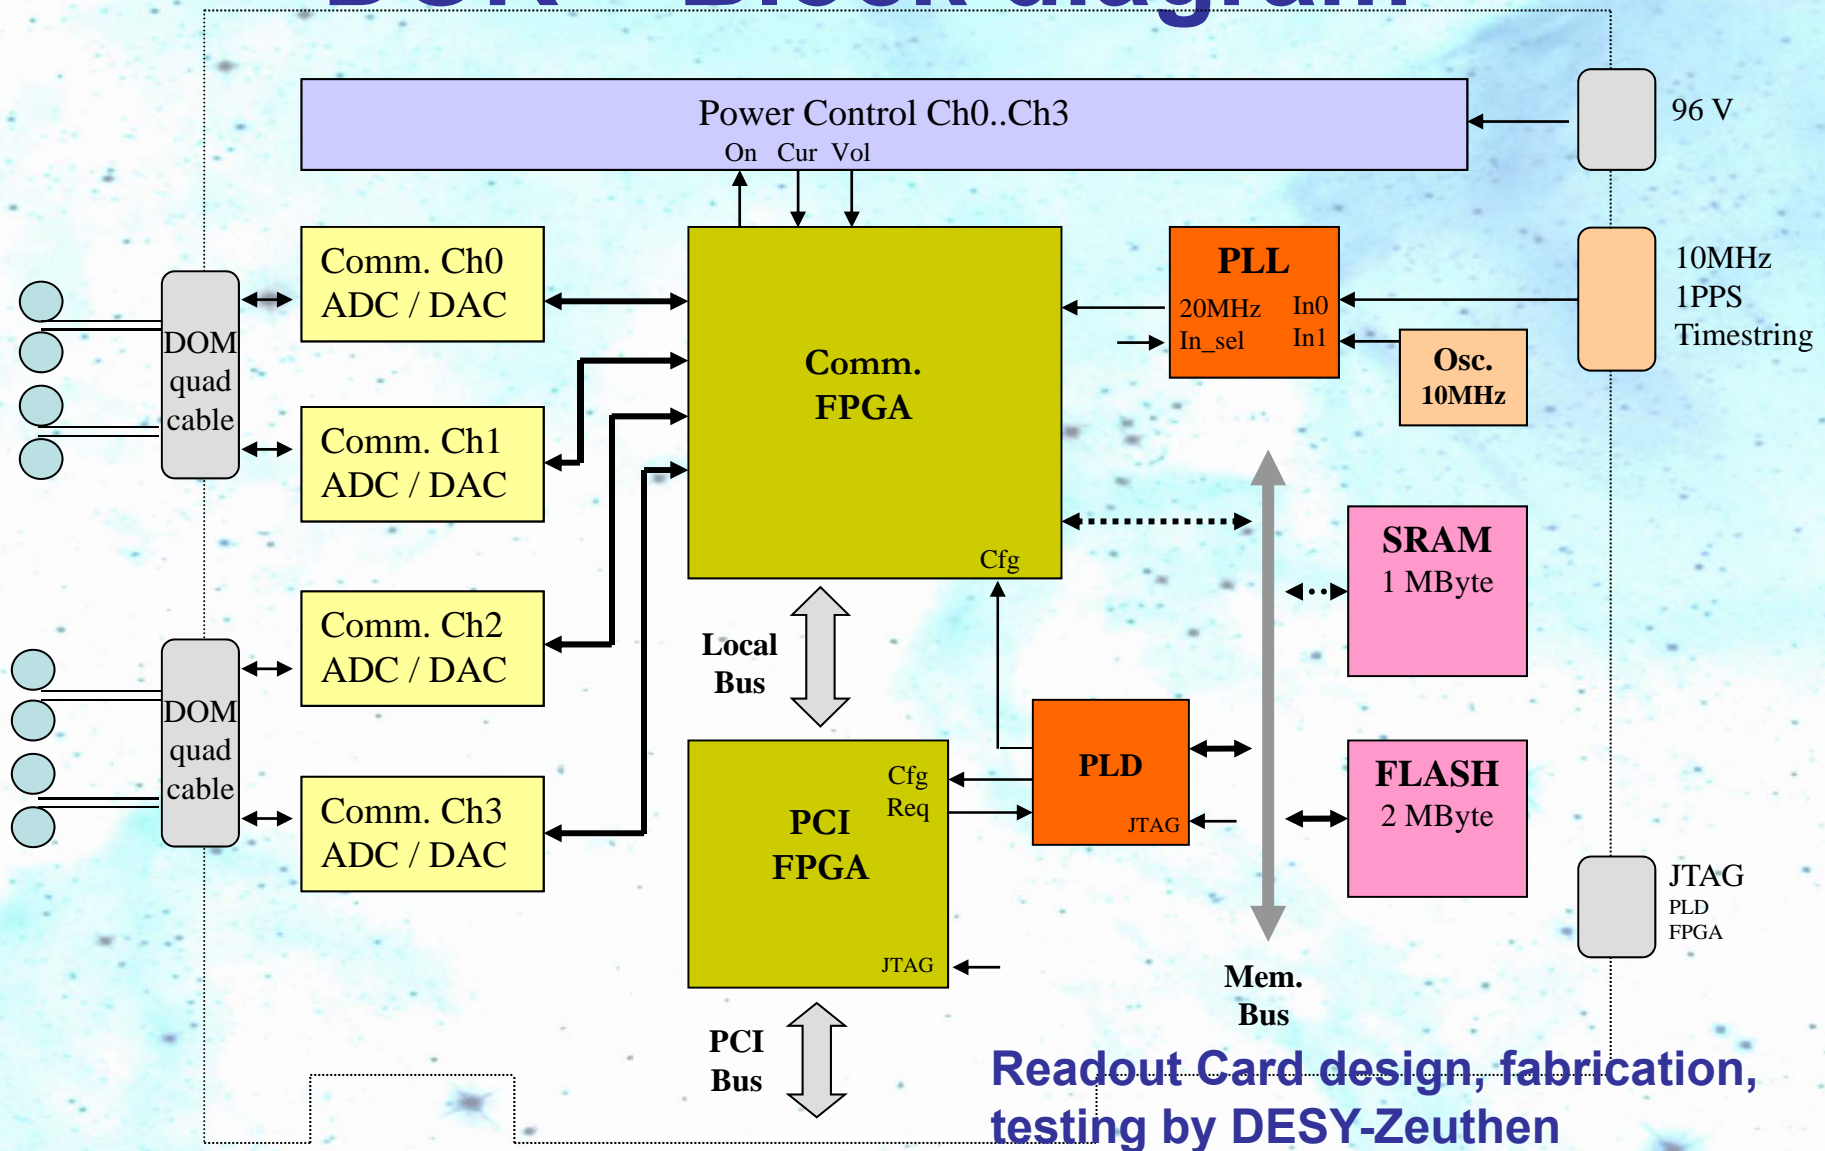 Block diagram
Power Control Ch0..Ch3
On Cur Vol
96 V
Comm. Ch0
ADC / DAC
Comm. Ch1
ADC / DAC
Comm. Ch2
ADC / DAC
Comm. Ch3
ADC / DAC
DOM
quad
cable
DOM
quad
cable
Comm.
FPGA
Cfg
PLL
20MHz In0
In_sel In1
Osc.
10MHz
10MHz
1PPS
Timestring
SRAM
1 MByte
Local
Bus
PLD
JTAG
FLASH
2 MByte
Cfg
Req
PCI
FPGA
JTAG
JTAG
PLD
FPGA
Mem.
Bus
PCI
Bus
Readout Card design, fabrication,
testing by DESY-Zeuthen